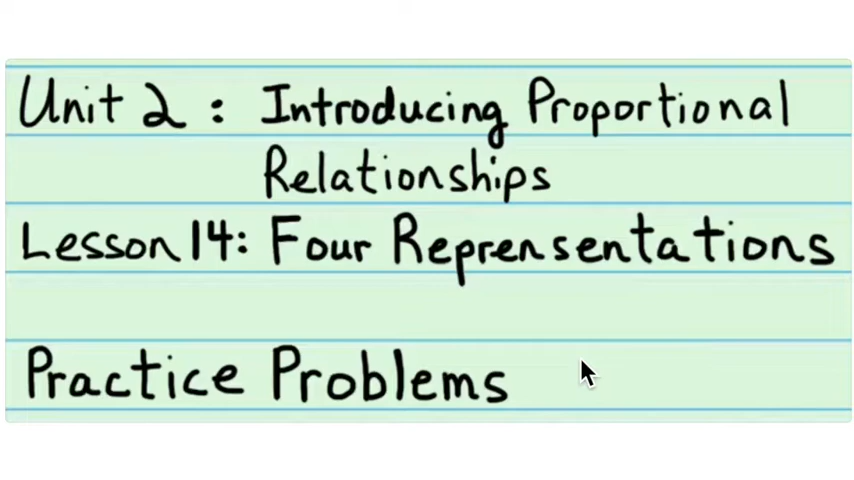 Unit 2: Introducing Proportional
Relationships
Lesson 14: Four Reprensentations
Practice Problems